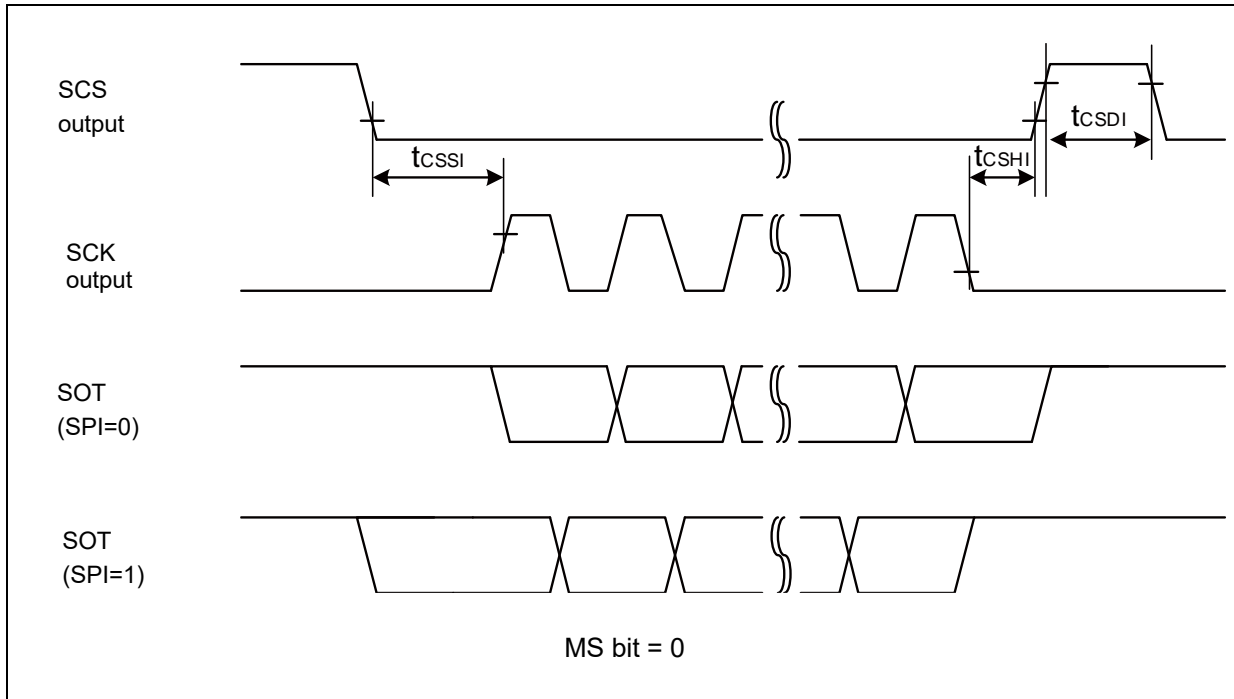 SCS
output
tCSSI
tCSHI
tCSDI
SCK
output
SOT
(SPI=0)
SOT
(SPI=1)
MS bit = 0